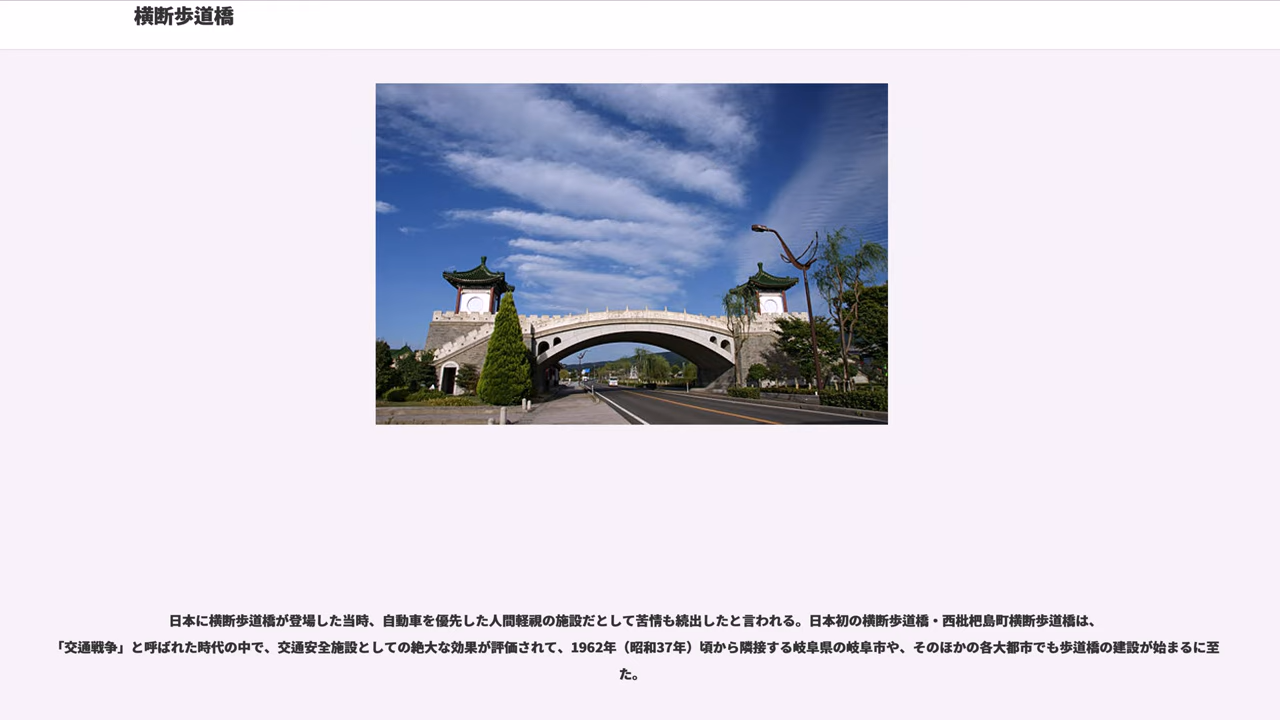 横断歩道橋
日本に横断歩道橋が登場した当時、自動車を優先した人間軽視の施設だとして苦情も続出したと言われる。日本初の横断歩道橋・西枇杷島町横断歩道橋は、
「交通戦争」と呼ばれた時代の中で、交通安全施設としての絶大な効果が評価されて、1962年（昭和37年）頃から隣接する岐阜県の岐阜市や、そのほかの各大都市でも歩道橋の建設が始まるに至
た。